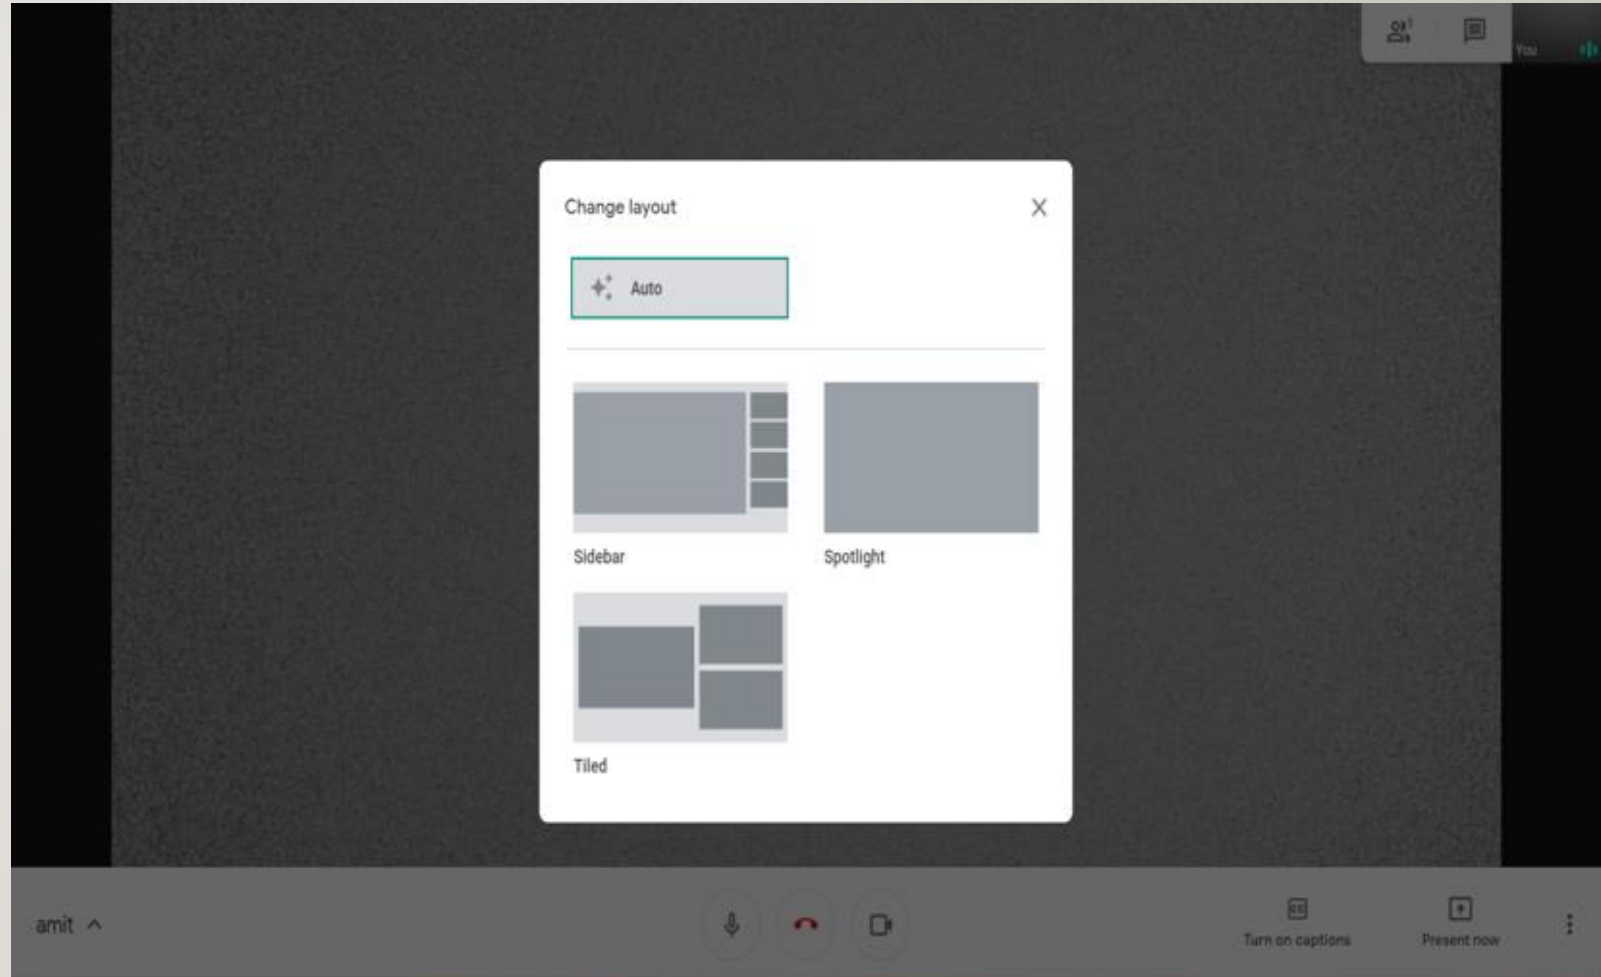 You
Change layout
Auto
Sidebar
Spotlight
Tiled
amit
Turn on captions
Present now